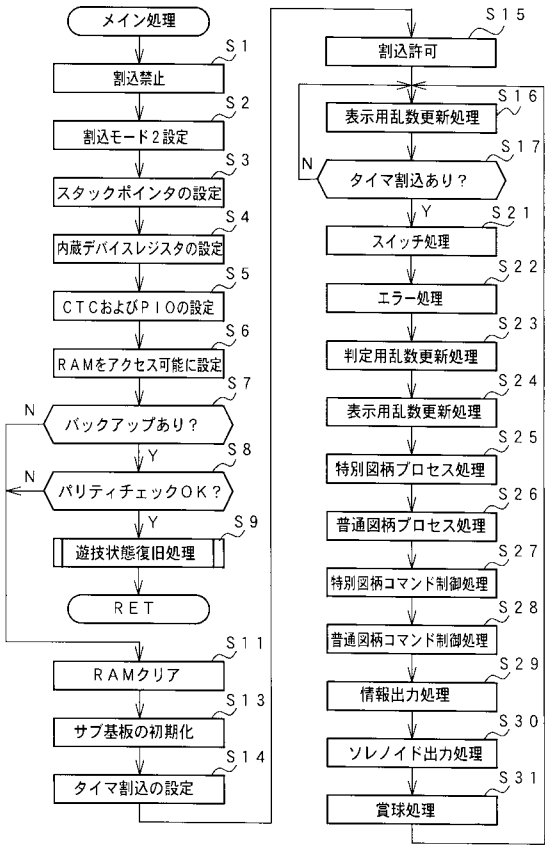 メイン処理
S1
割込禁止
S2
割込モード2設定
S3
スタックポインタの設定
S4
内蔵デバイスレジスタの設定
S5
CTCおよびPIOの設定
S6
RAMをアクセス可能に設定
S7
N
バックアップあり?
Y
S8
N
パリティチェックOK?
Y
S9
遊技状態復旧処理
RET
S11
RAMクリア
S13
サブ基板の初期化
S14
タイマ割込の設定
S15
割込許可
S16
表示用乱数更新処理
S17
N
タイマ割込あり?
Y
S21
スイッチ処理
S22
エラー処理
S23
判定用乱数更新処理
S24
表示用乱数更新処理
S25
特別図柄プロセス処理
S26
普通図柄プロセス処理
S27
特別図柄コマンド制御処理
S28
普通図柄コマンド制御処理
S29
情報出力処理
S30
ソレノイド出力処理
S31
賞球処理